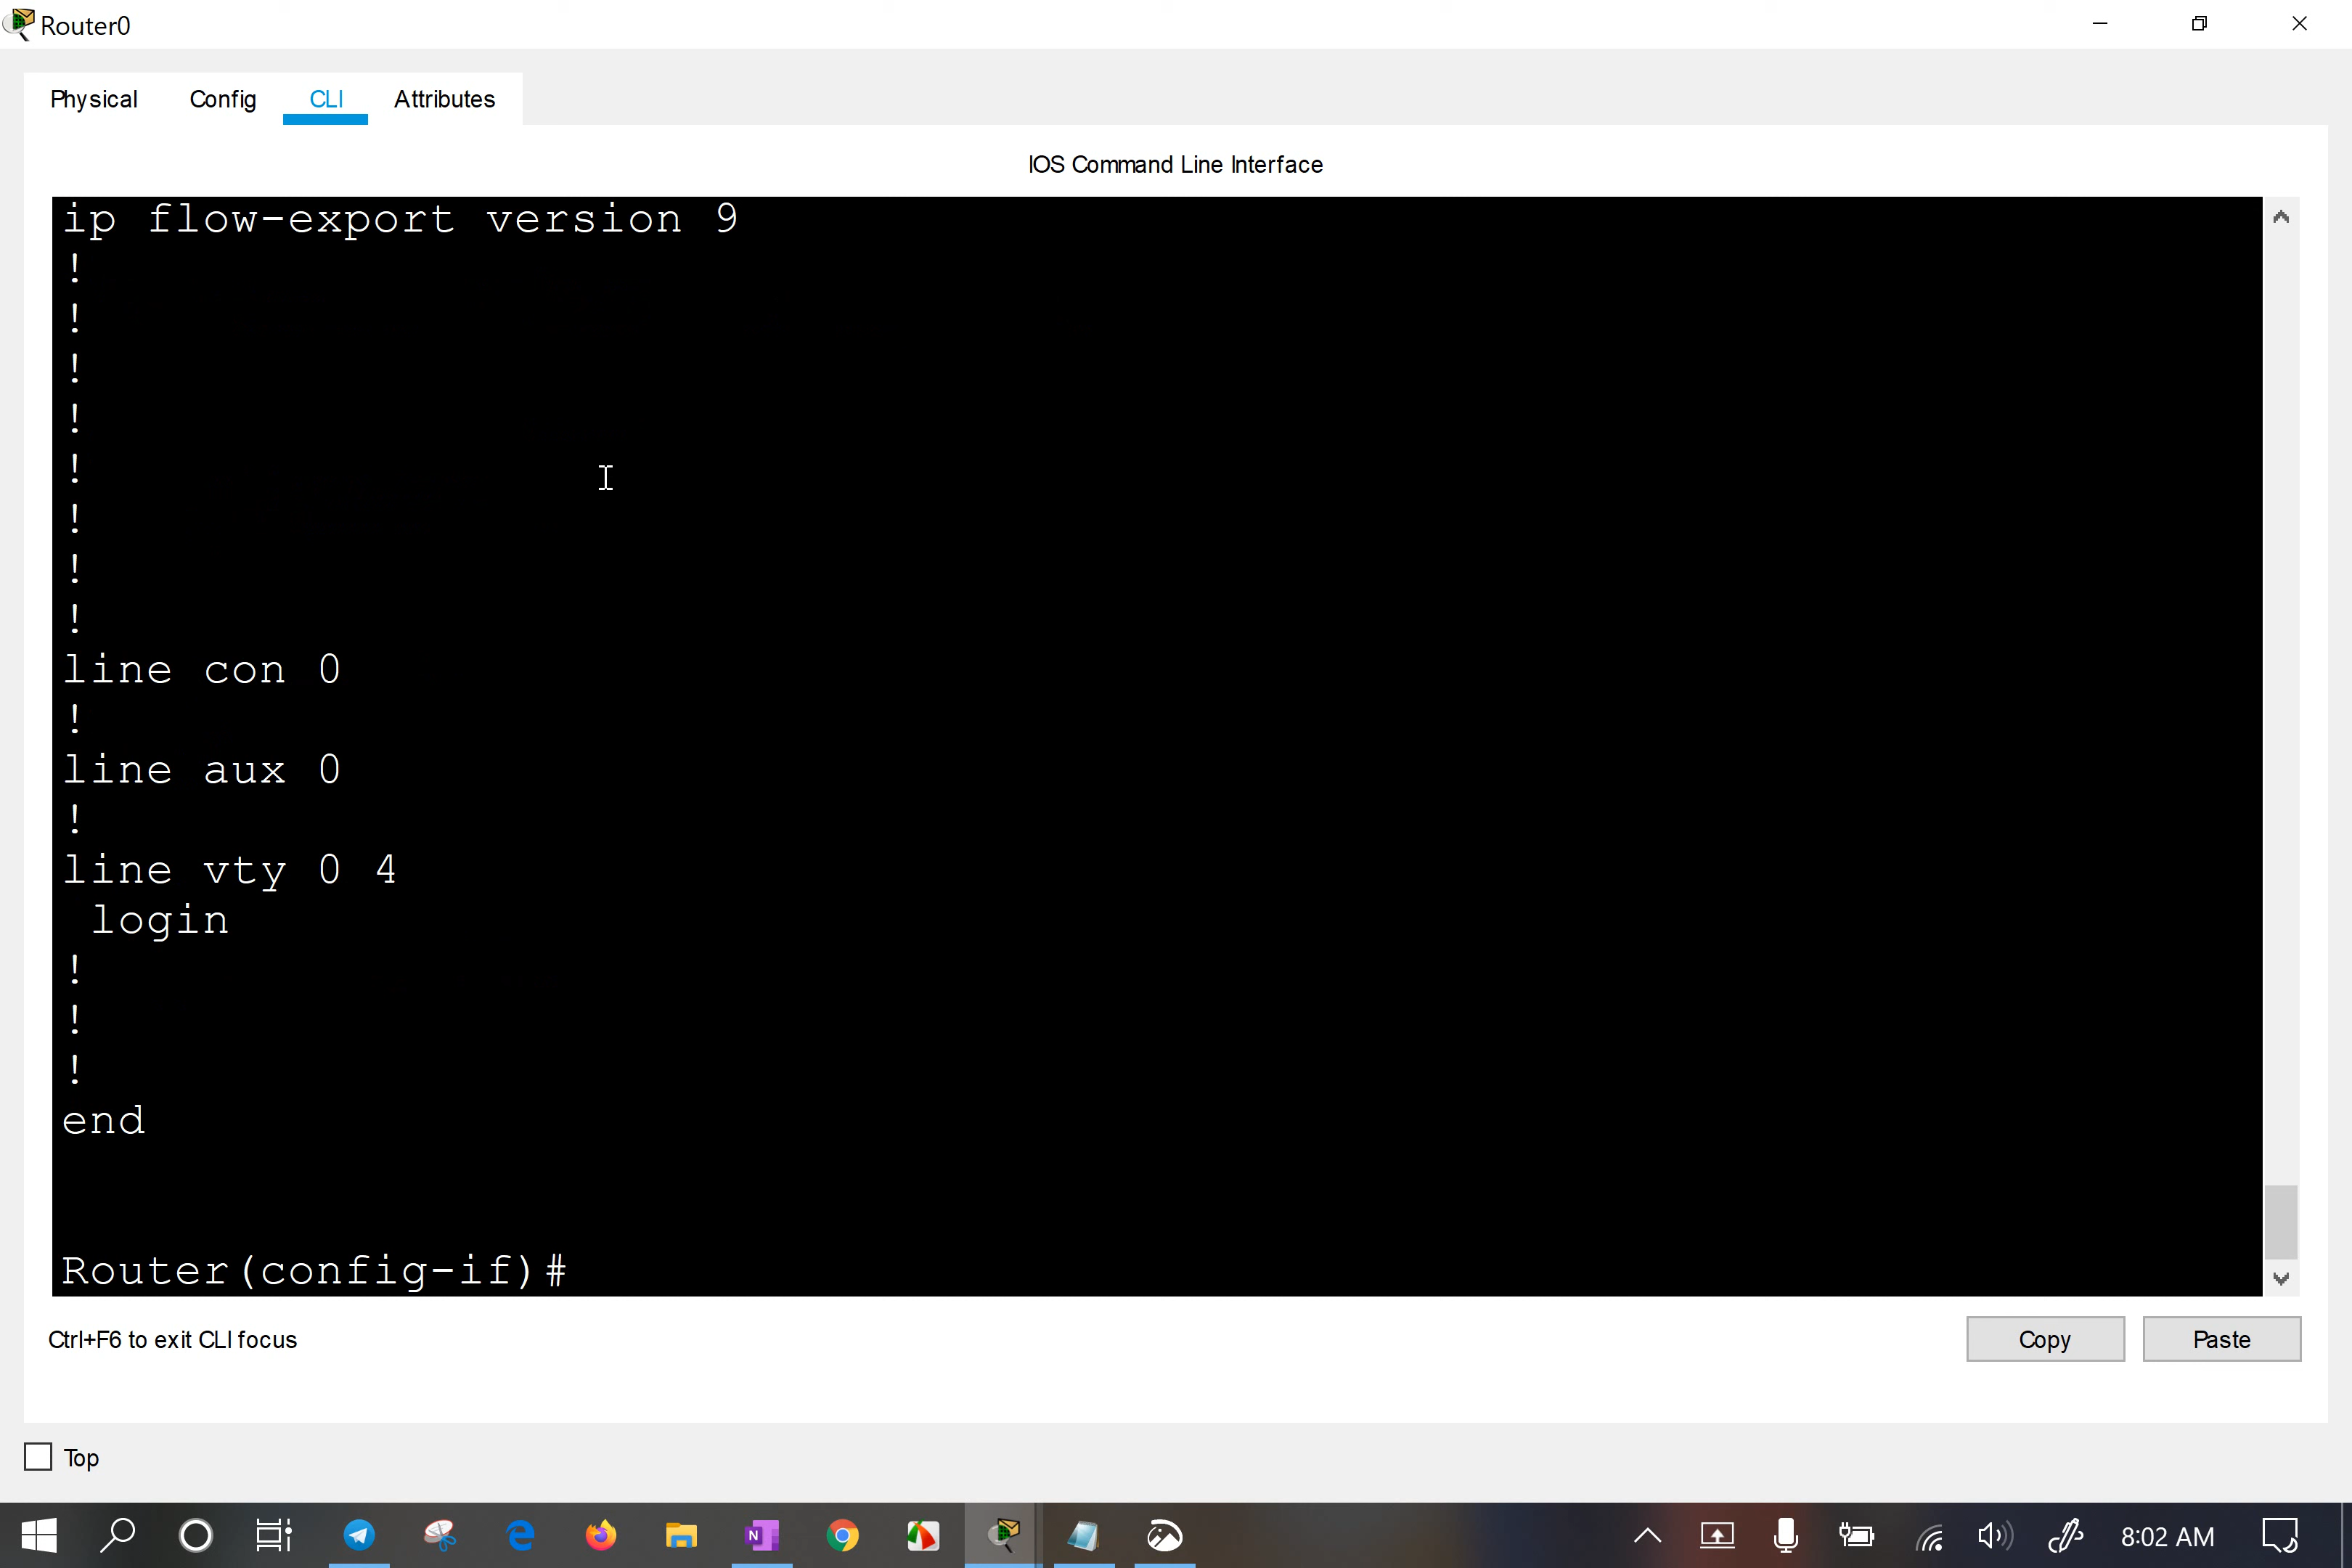 Router0
Physical Config CLI Attributes
IOS Command Line Interface
ip flow-export version 9
!
!
!
!
!
!
!
!
line con 0
!
line aux 0
!
line vty 0 4
 login
!
!
!
end
Router(config-if)#
Ctrl+F6 to exit CLI focus
Copy Paste
Top
8:02 AM